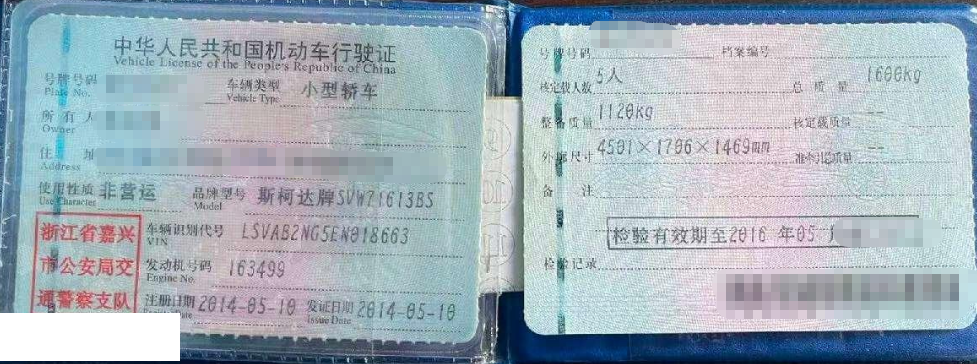 中华人民共和国机动车行驶证
Vehicle License of the People's Republic of China
号牌号码
Plate No.
车辆类型 小型轿车
Vehicle Type
所有人
Owner
住 址
Address
使用性质 非营运
Use Character
品牌型号 斯柯达牌SVW71613BS
Model
浙江省嘉兴
市公安局交
通警察支队
车辆识别代号 LSVAB2NG5EN018663
VIN
发动机号码 163499
Engine No.
注册日期 2014-05-10
发证日期 2014-05-10
Issue Date
号牌号码
档案编号
核定载人数 5人
总质量 1600kg
整备质量 1120kg
核定载质量 --
外廓尺寸 4501×1706×1469mm
准牵引总质量 --
备 注
检验有效期至2016 年05
检验记录